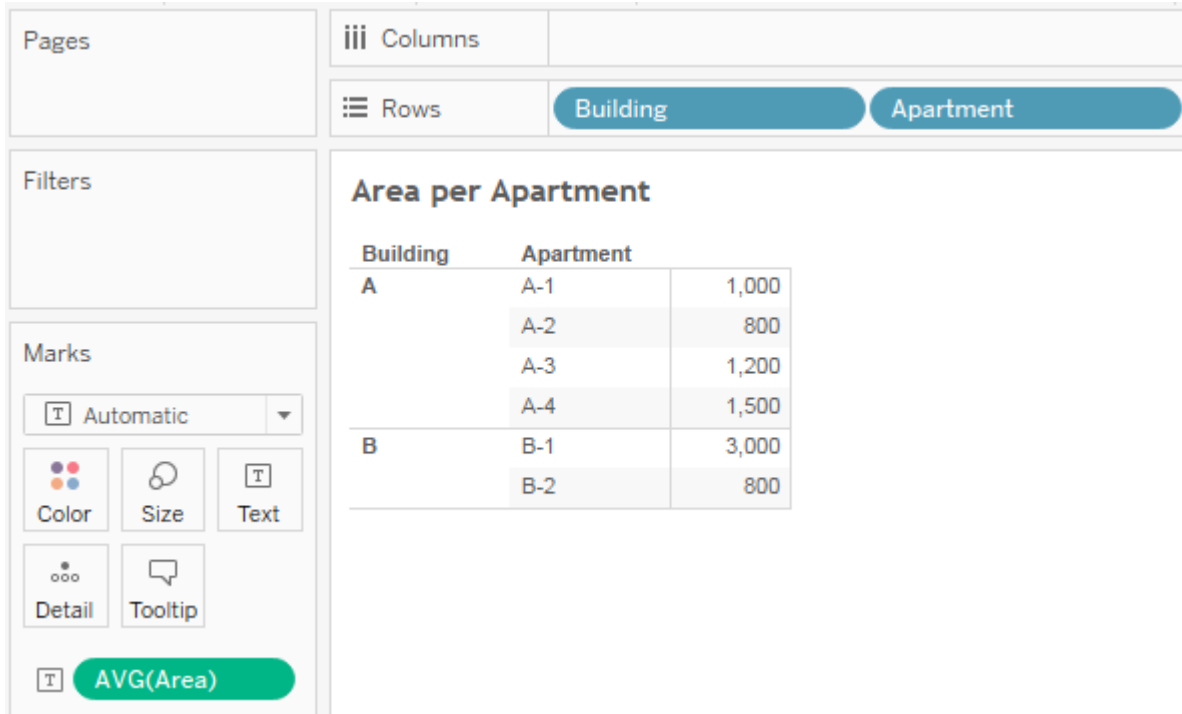 Pages
iii Columns
Rows Building Apartment
Filters
Area per Apartment
Building Apartment
A A-1 1,000
A-2 800
A-3 1,200
A-4 1,500
B B-1 3,000
B-2 800
Marks
T Automatic
T
Color Size Text
Detail Tooltip
T AVG(Area)